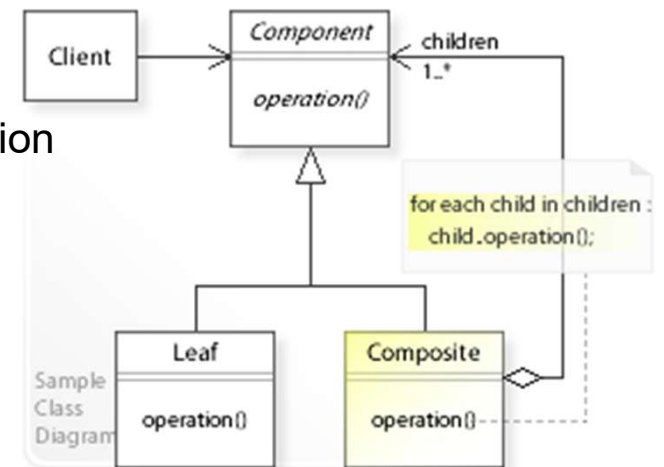 Client
Component
operation()
children
1..*
ion
for each child in children :
child.operation();
Leaf
operation()
Composite
operation()
Sample
Class
Diagram